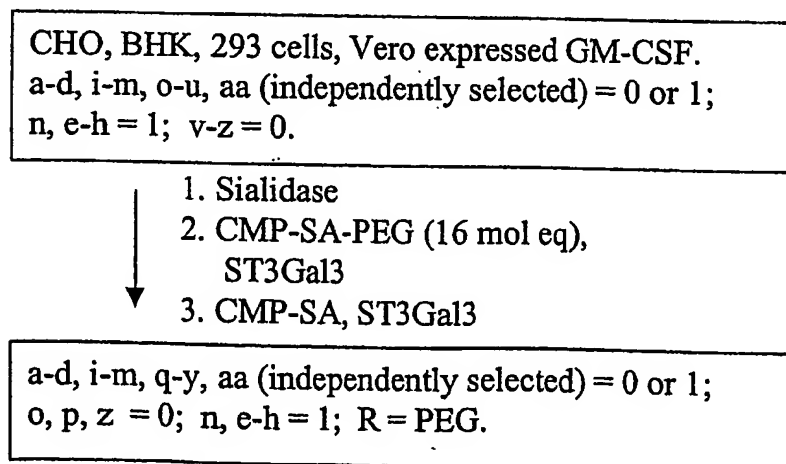 CHO, BHK, 293 cells, Vero expressed GM-CSF.
a-d, i-m, o-u, aa (independently selected) = 0 or 1;
n, e-h = 1; v-z = 0.
1. Sialidase
2. CMP-SA-PEG (16 mol eq),
ST3Gal3
3. CMP-SA, ST3Gal3
a-d, i-m, q-y, aa (independently selected) = 0 or 1;
o, p, z = 0; n, e-h = 1; R = PEG.